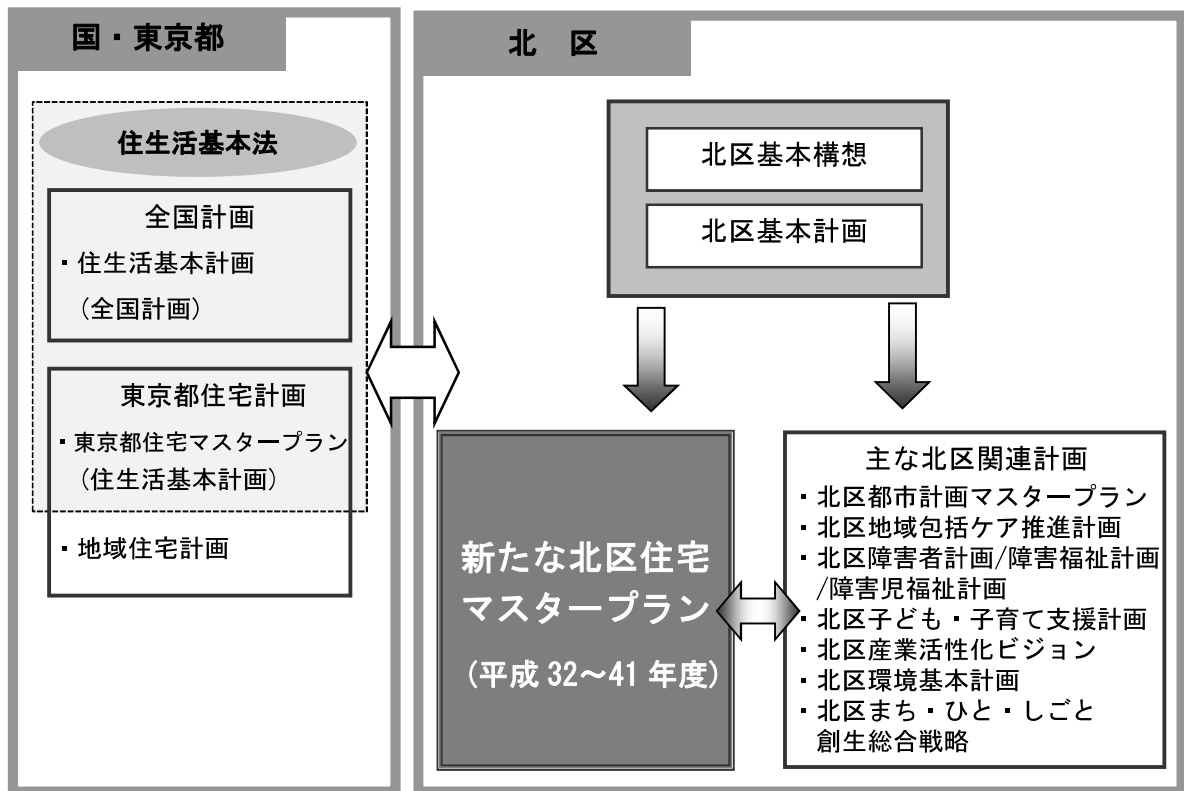 国・東京都
住生活基本法
全国計画
・住生活基本計画
（全国計画）
東京都住宅計画
・東京都住宅マスタープラン
（住生活基本計画）
・地域住宅計画
北　区
北区基本構想
北区基本計画
新たな北区住宅
マスタープラン
（平成 32～41 年度）
主な北区関連計画
・北区都市計画マスタープラン
・北区地域包括ケア推進計画
・北区障害者計画/障害福祉計画
/障害児福祉計画
・北区子ども・子育て支援計画
・北区産業活性化ビジョン
・北区環境基本計画
・北区まち・ひと・しごと
創生総合戦略